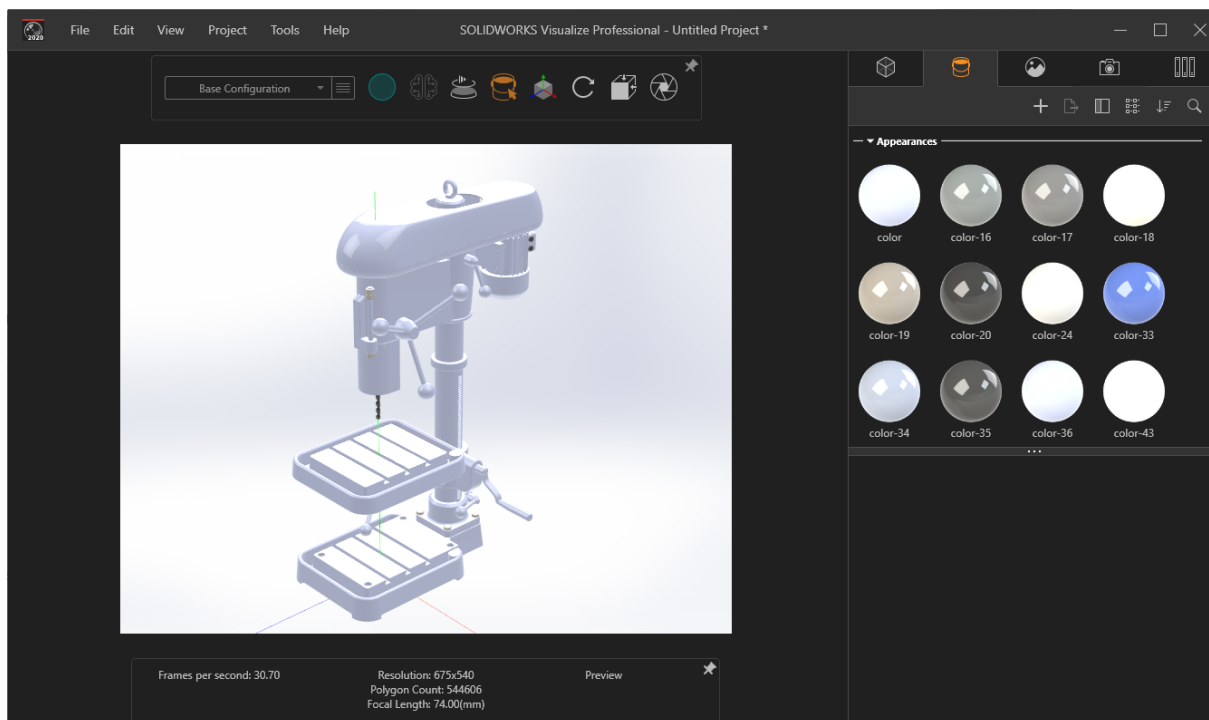 2020
File Edit View Project Tools Help
SOLIDWORKS Visualize Professional - Untitled Project *
Base Configuration
Appearances
color color-16 color-17 color-18
color-19 color-20 color-24 color-33
color-34 color-35 color-36 color-43
Frames per second: 30.70
Resolution: 675x540
Polygon Count: 544606
Focal Length: 74.00(mm)
Preview